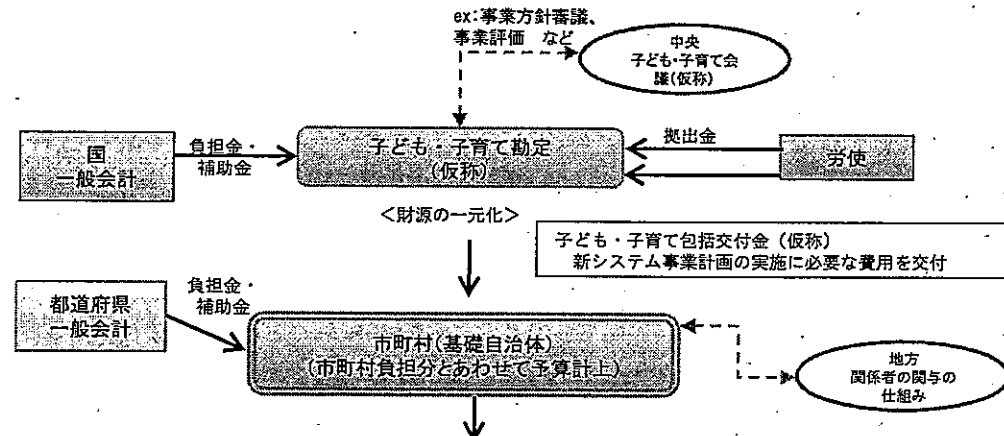 ex:事業方針審議、
事業評価 など
中央
子ども・子育て会
議(仮称)
国
一般会計
負担金・
補助金
子ども・子育て勘定
(仮称)
拠出金
労使
<財源の一元化>
子ども・子育て包括交付金(仮称)
新システム事業計画の実施に必要な費用を交付
都道府県
一般会計
負担金・
補助金
市町村(基礎自治体)
(市町村負担分とあわせて予算計上)
地方
関係者の関与の
仕組み